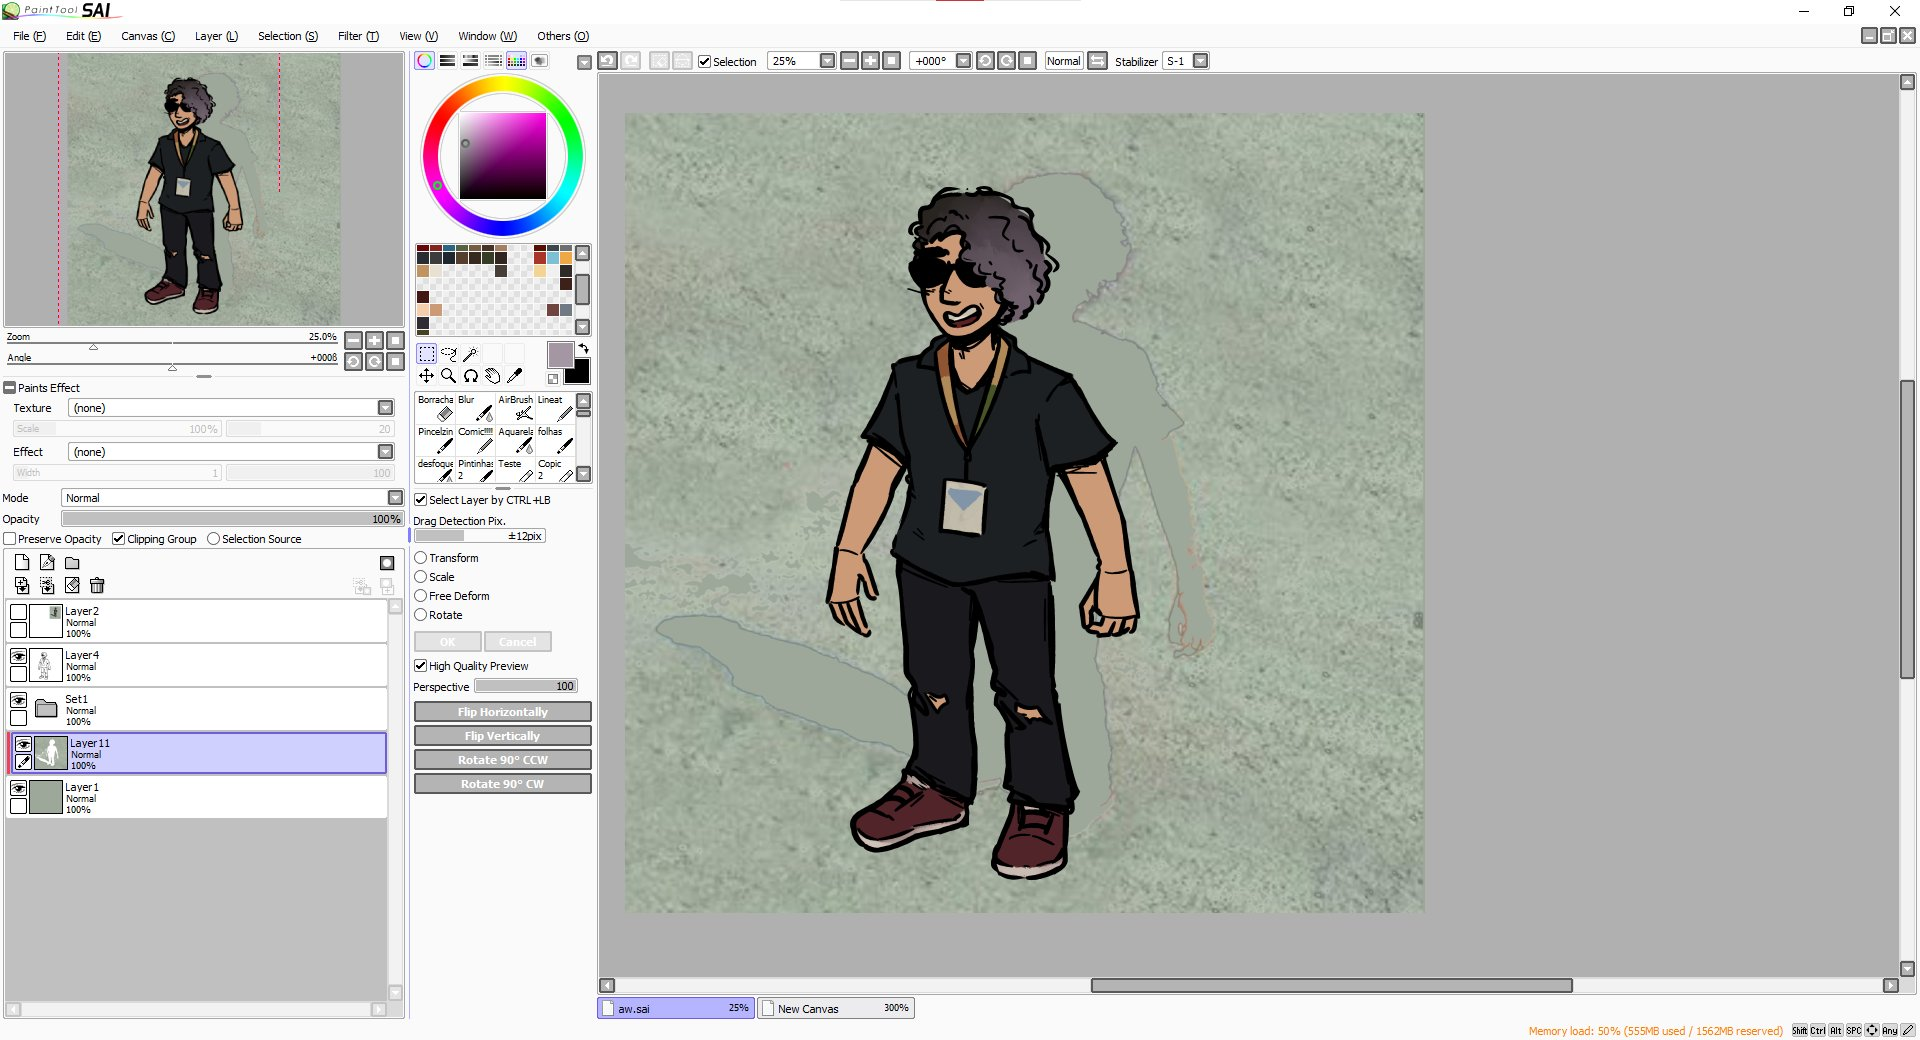 PaintTool SAI
File (F) Edit (E) Canvas (C) Layer (L) Selection (S) Filter (T) View (V) Window (W) Others (O)
Selection 25% +000° Normal Stabilizer S-1
Zoom 25.0%
Angle +000ß
Paints Effect
Texture (none)
Scale 100% 20
Effect (none)
Width 1 100
Mode Normal
Opacity 100%
Preserve Opacity Clipping Group Selection Source
Layer2
Normal
100%
Layer4
Normal
100%
Set1
Normal
100%
Layer11
Normal
100%
Layer1
Normal
100%
Borracha Blur AirBrush Lineat
Pincelzin Comic!!!! Aquarela folhas
desfoque Pintinhas 2 Teste Copic 2
Select Layer by CTRL+LB
Drag Detection Pix.
±12pix
Transform
Scale
Free Deform
Rotate
OK Cancel
High Quality Preview
Perspective 100
Flip Horizontally
Flip Vertically
Rotate 90° CCW
Rotate 90° CW
aw.sai 25% New Canvas 300%
Memory load: 50% (555MB used / 1562MB reserved) Shift Ctrl Alt SPC Any